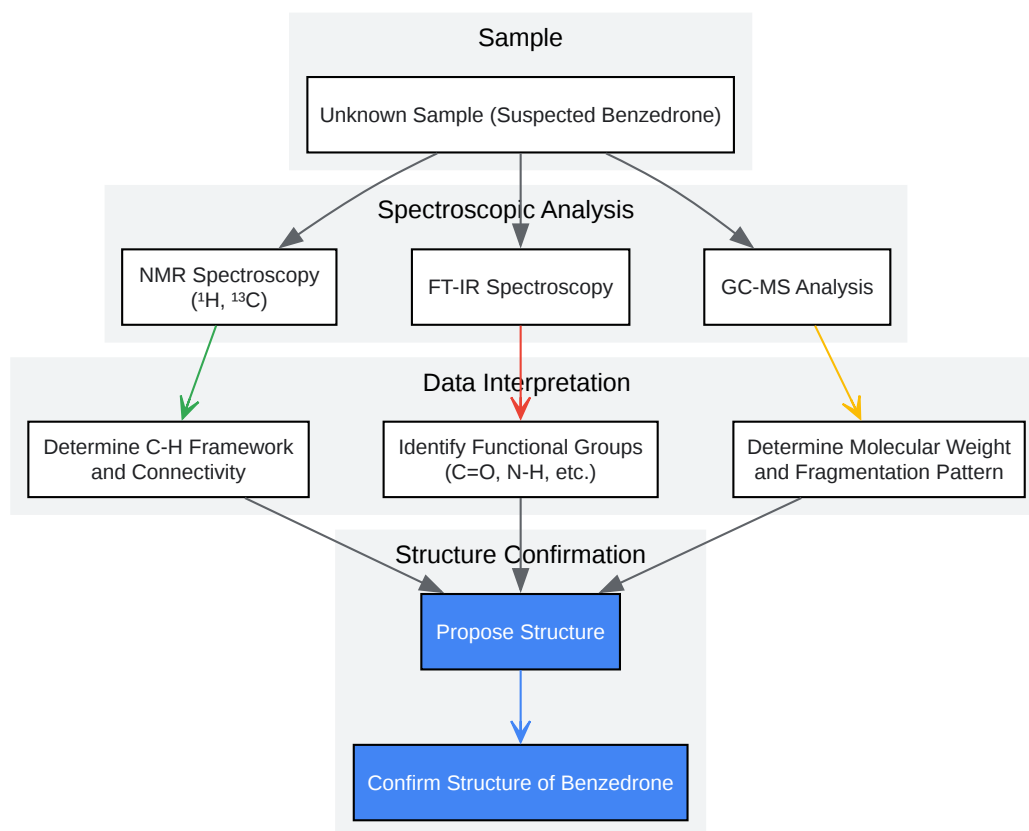 Sample
Unknown Sample (Suspected Benzedrone)
Spectroscopic Analysis
NMR Spectroscopy
(¹H, ¹³C)
FT-IR Spectroscopy
GC-MS Analysis
Data Interpretation
Determine C-H Framework
and Connectivity
Identify Functional Groups
(C=O, N-H, etc.)
Determine Molecular Weight
and Fragmentation Pattern
Structure Confirmation
Propose Structure
Confirm Structure of Benzedrone